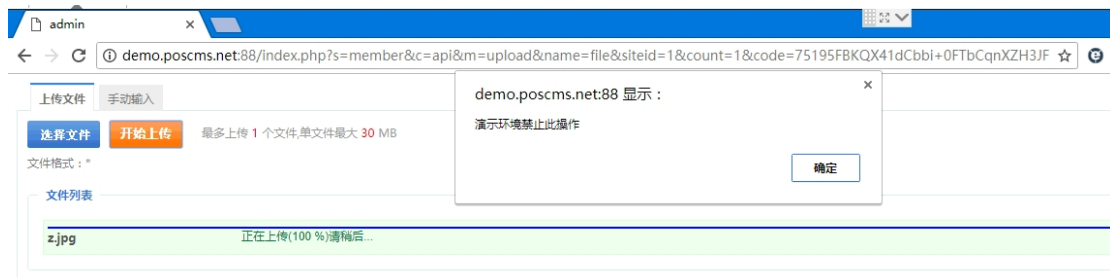 admin
demo.poscms.net:88/index.php?s=member&c=api&m=upload&name=file&siteid=1&count=1&code=75195FBKQX41dCbbi+0FTbCqnXZH3JF
上传文件 手动输入
demo.poscms.net:88 显示：
演示环境禁止此操作
确定
选择文件 开始上传 最多上传 1 个文件,单文件最大 30 MB
文件格式：*
文件列表
z.jpg 正在上传(100 %)请稍后...